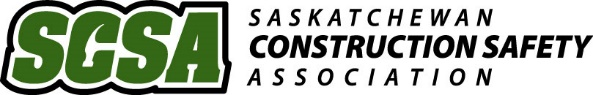 SCSA
SASKATCHEWAN
CONSTRUCTION SAFETY
ASSOCIATION